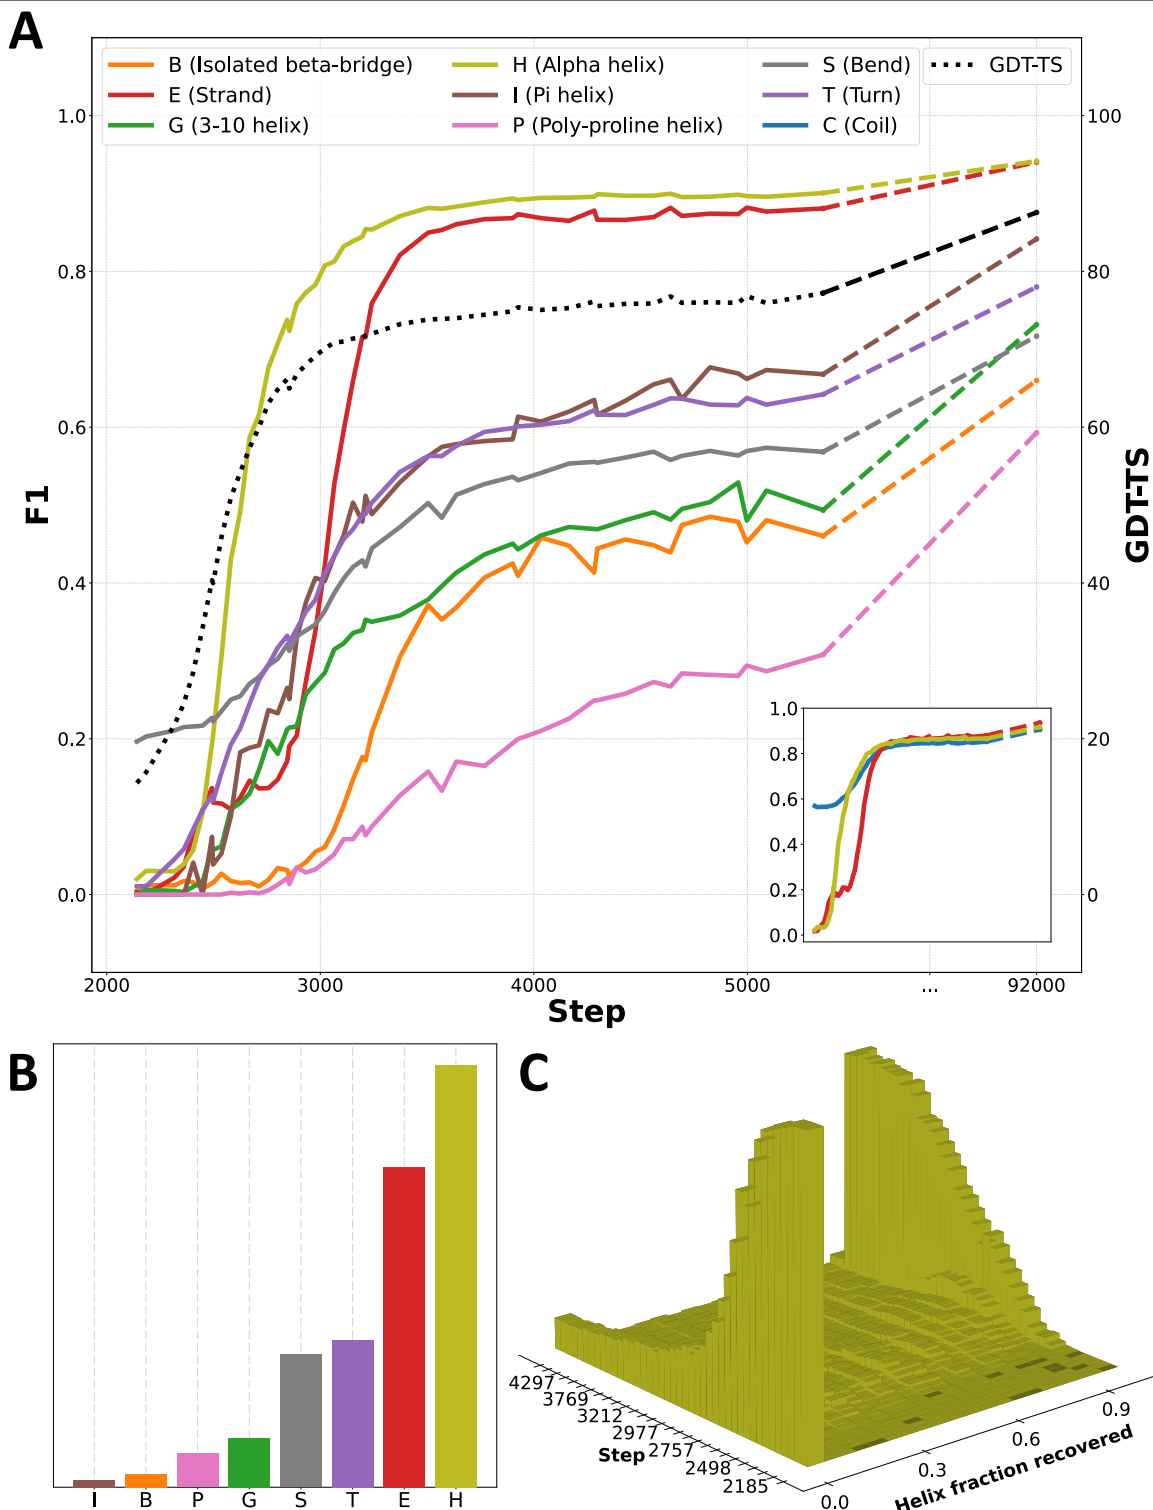 A
B (Isolated beta-bridge)
E (Strand)
G (3-10 helix)
H (Alpha helix)
I (Pi helix)
P (Poly-proline helix)
S (Bend)
T (Turn)
C (Coil)
GDT-TS
1.0
0.8
0.6
0.4
0.2
0.0
F1
100
80
60
40
20
0
GDT-TS
1.0
0.8
0.6
0.4
0.2
0.0
2000 3000 4000 5000 ... 92000
Step
B
I B P G S T E H
C
4297
3769
3212
2977
2757
2498
2185
Step
0.0
0.3
0.6
0.9
Helix fraction recovered